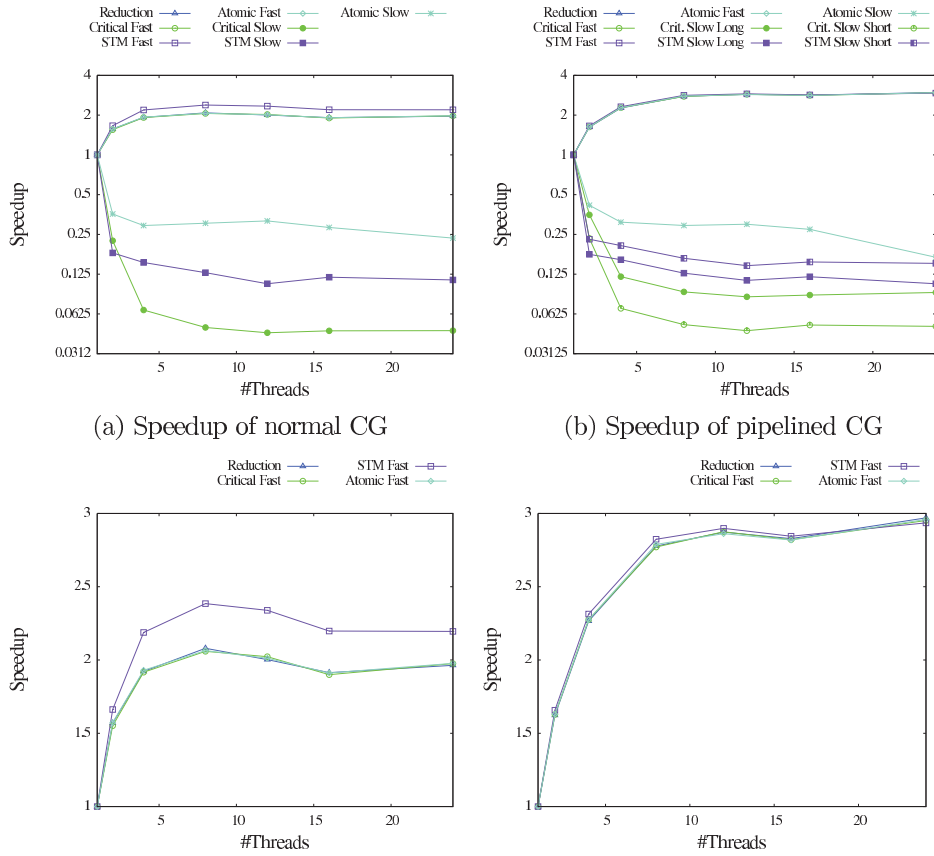 Reduction Atomic Fast Atomic Slow
Critical Fast Critical Slow
STM Fast STM Slow
4
2
1
0.5
0.25
0.125
0.0625
0.0312
Speedup
5 10 15 20
#Threads
(a) Speedup of normal CG
Reduction Atomic Fast Atomic Slow
Critical Fast Crit. Slow Long Crit. Slow Short
STM Fast STM Slow Long STM Slow Short
4
2
1
0.5
0.25
0.125
0.0625
0.03125
Speedup
5 10 15 20
#Threads
(b) Speedup of pipelined CG
Reduction STM Fast
Critical Fast Atomic Fast
3
2.5
2
1.5
1
Speedup
5 10 15 20
#Threads
Reduction STM Fast
Critical Fast Atomic Fast
3
2.5
2
1.5
1
Speedup
5 10 15 20
#Threads